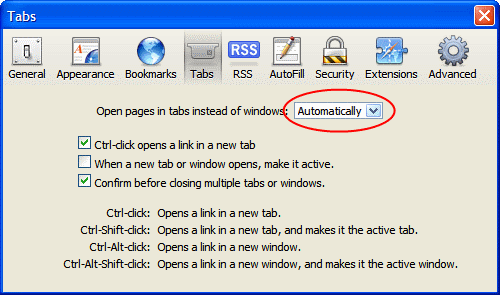 Tabs
General Appearance Bookmarks Tabs RSS AutoFill Security Extensions Advanced
RSS
Open pages in tabs instead of windows: Automatically
Ctrl-click opens a link in a new tab
When a new tab or window opens, make it active.
Confirm before closing multiple tabs or windows.
Ctrl-click: Opens a link in a new tab.
Ctrl-Shift-click: Opens a link in a new tab, and makes it the active tab.
Ctrl-Alt-click: Opens a link in a new window.
Ctrl-Alt-Shift-click: Opens a link in a new window, and makes it the active window.